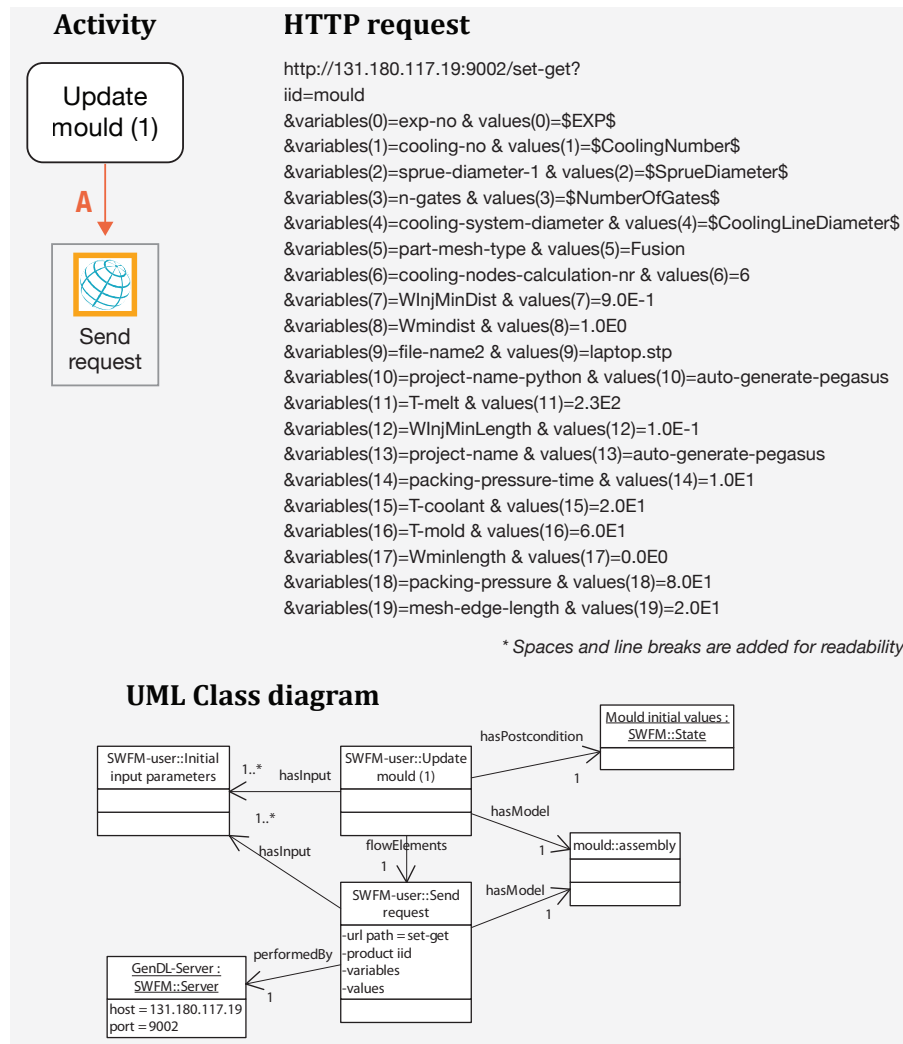 Activity
HTTP request
Update
mould (1)
A
Send
request
http://131.180.117.19:9002/set-get?
iid=mould
&variables(0)=exp-no & values(0)=$EXP$
&variables(1)=cooling-no & values(1)=$CoolingNumber$
&variables(2)=sprue-diameter-1 & values(2)=$SprueDiameter$
&variables(3)=n-gates & values(3)=$NumberOfGates$
&variables(4)=cooling-system-diameter & values(4)=$CoolingLineDiameter$
&variables(5)=part-mesh-type & values(5)=Fusion
&variables(6)=cooling-nodes-calculation-nr & values(6)=6
&variables(7)=WInjMinDist & values(7)=9.0E-1
&variables(8)=Wmindist & values(8)=1.0E0
&variables(9)=file-name2 & values(9)=laptop.stp
&variables(10)=project-name-python & values(10)=auto-generate-pegasus
&variables(11)=T-melt & values(11)=2.3E2
&variables(12)=WInjMinLength & values(12)=1.0E-1
&variables(13)=project-name & values(13)=auto-generate-pegasus
&variables(14)=packing-pressure-time & values(14)=1.0E1
&variables(15)=T-coolant & values(15)=2.0E1
&variables(16)=T-mold & values(16)=6.0E1
&variables(17)=Wminlength & values(17)=0.0E0
&variables(18)=packing-pressure & values(18)=8.0E1
&variables(19)=mesh-edge-length & values(19)=2.0E1
* Spaces and line breaks are added for readability
UML Class diagram
SWFM-user::Initial
input parameters
1..*
hasInput
SWFM-user::Update
mould (1)
hasPostcondition
1
Mould initial values :
SWFM::State
1..*
hasInput
flowElements
1
hasModel
1
mould::assembly
hasModel
1
SWFM-user::Send
request
-url path = set-get
-product iid
-variables
-values
performedBy
1
GenDL-Server :
SWFM::Server
host = 131.180.117.19
port = 9002